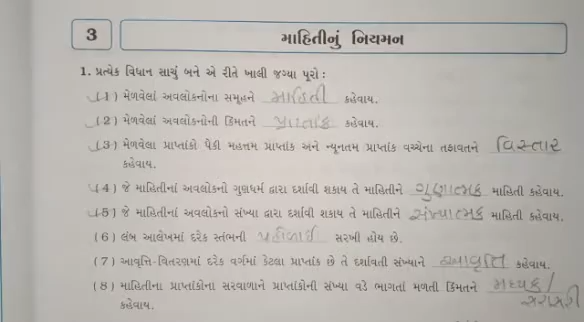 3
માહિતીનું નિયમન
1. પ્રત્યેક વિધાન સાચું બને એ રીતે ખાલી જગ્યા પૂરો :
(1) મેળવેલાં અવલોકનોના સમૂહને માહિતી કહેવાય.
(2) મેળવેલાં અવલોકનોની કિંમતને પ્રાપ્તાંક કહેવાય.
(3) મેળવેલા પ્રાપ્તાંકો પૈકી મહત્તમ પ્રાપ્તાંક અને ન્યૂનતમ પ્રાપ્તાંક વચ્ચેના તફાવતને વિસ્તાર
કહેવાય.
(4) જે માહિતીનાં અવલોકનો ગુણધર્મ દ્વારા દર્શાવી શકાય તે માહિતીને ગુણાત્મક માહિતી કહેવાય.
(5) જે માહિતીનાં અવલોકનો સંખ્યા દ્વારા દર્શાવી શકાય તે માહિતીને સંખ્યાત્મક માહિતી કહેવાય.
(6) લંબ આલેખમાં દરેક સ્તંભની પહોળાઈ સરખી હોય છે.
(7) આવૃત્તિ-વિતરણમાં દરેક વર્ગમાં કેટલા પ્રાપ્તાંક છે તે દર્શાવતી સંખ્યાને આવૃત્તિ કહેવાય.
(8) માહિતીના પ્રાપ્તાંકોના સરવાળાને પ્રાપ્તાંકોની સંખ્યા વડે ભાગતાં મળતી કિંમતને મધ્યક /
સરાસરી
કહેવાય.